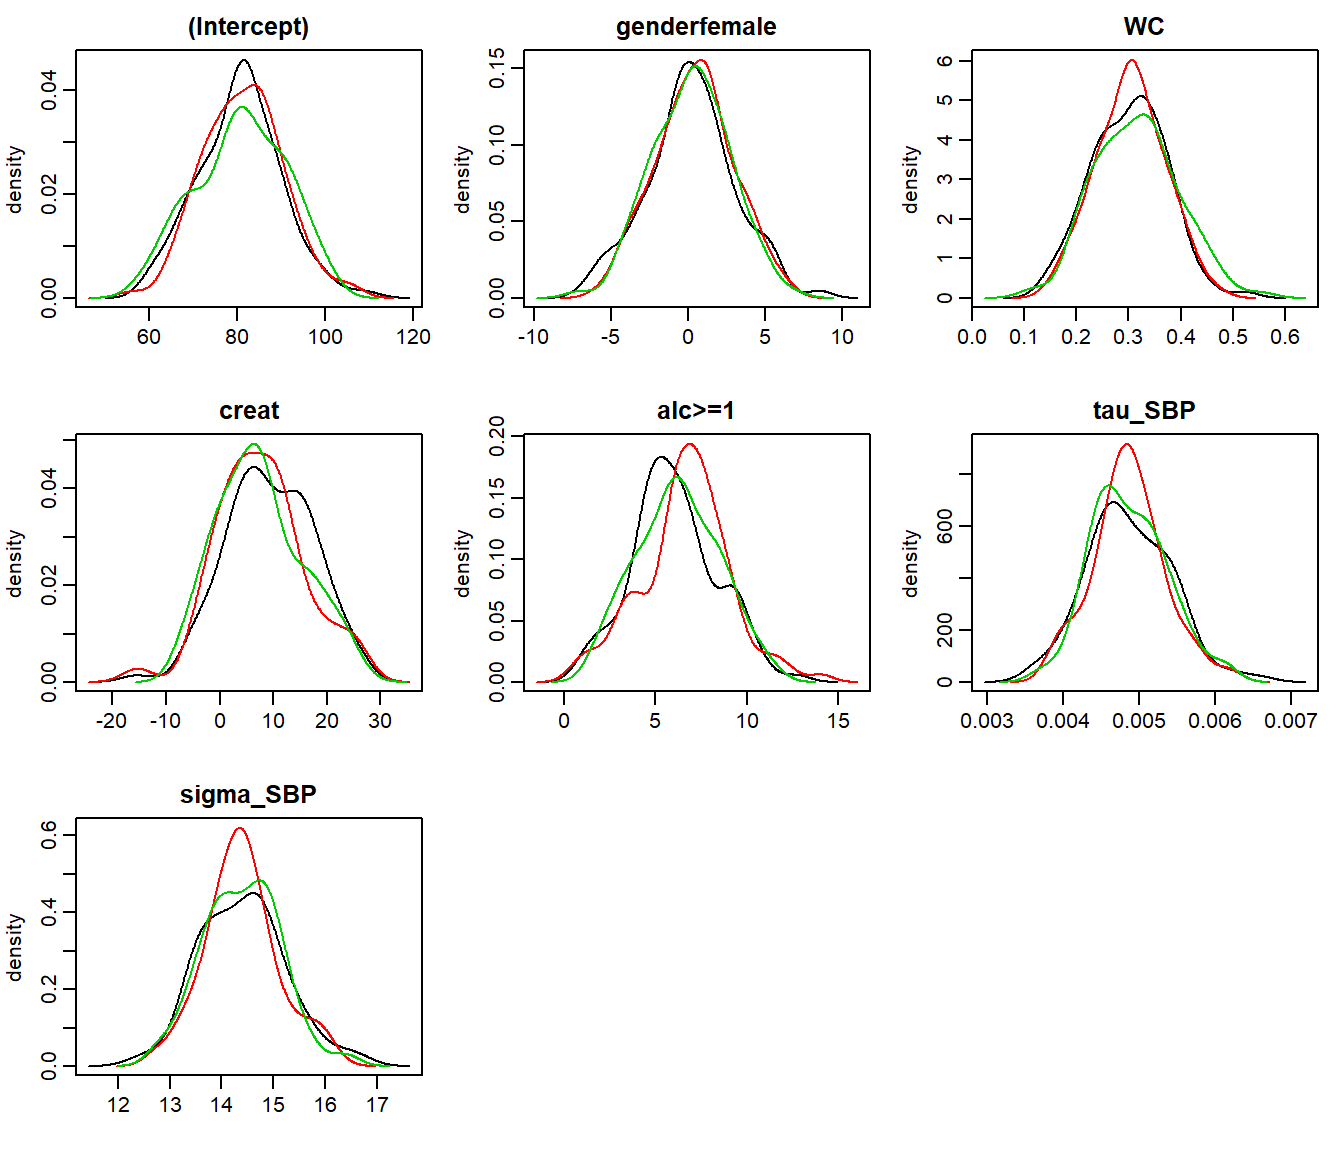 (Intercept)
genderfemale
WC
density
0.00 0.02 0.04
60 80 100 120
density
0.00 0.05 0.10 0.15
-10 -5 0 5 10
density
0 1 2 3 4 5 6
0.0 0.1 0.2 0.3 0.4 0.5 0.6
creat
alc>=1
tau_SBP
density
0.00 0.02 0.04
-20 -10 0 10 20 30
density
0.00 0.05 0.10 0.15 0.20
0 5 10 15
density
0 200 600
0.003 0.004 0.005 0.006 0.007
sigma_SBP
density
0.0 0.2 0.4 0.6
12 13 14 15 16 17